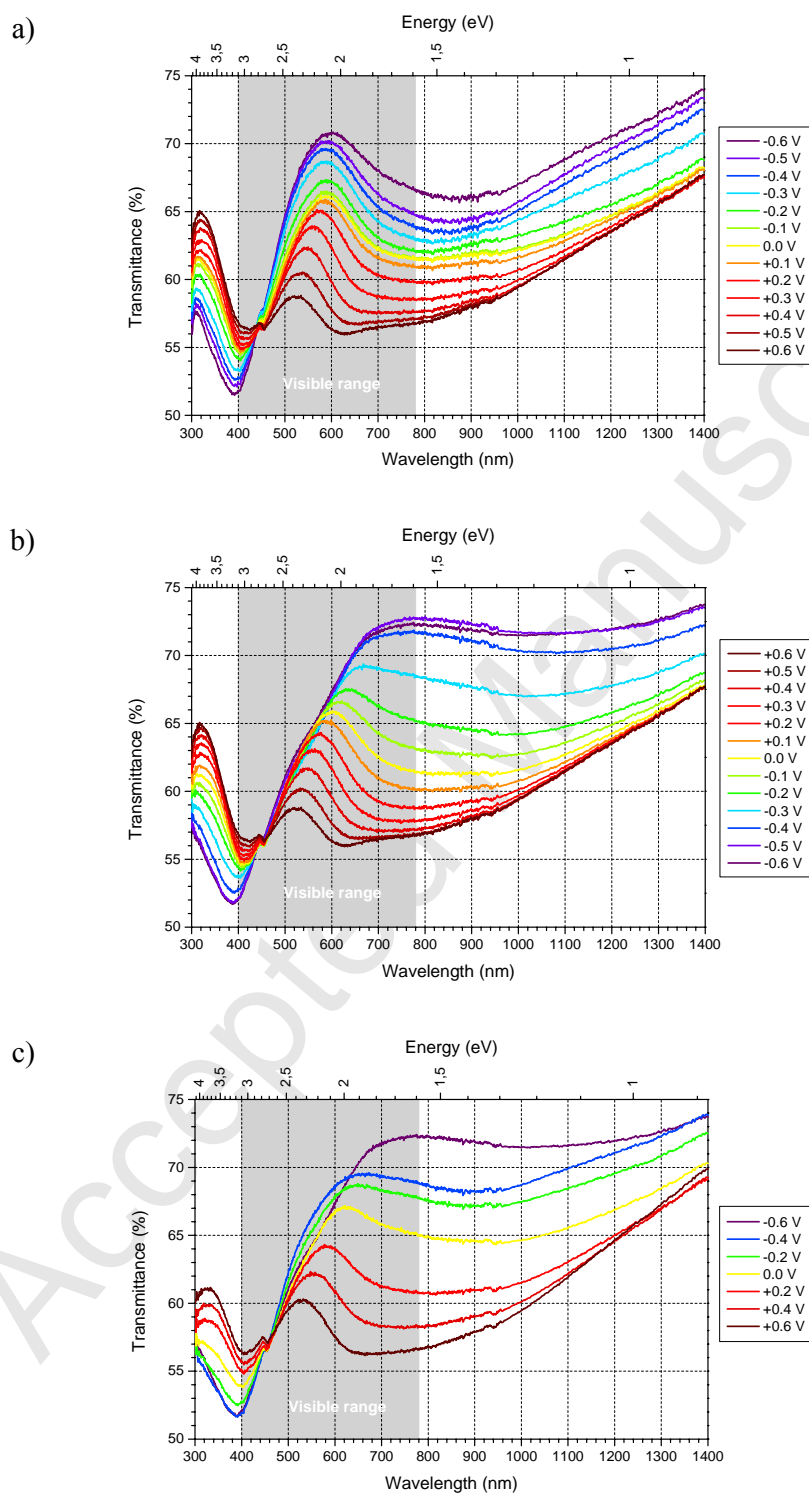 a)
Energy (eV)
4 3,5 3 2,5 2 1,5 1
75
70
65
60
55
50
Transmittance (%)
Visible range
300 400 500 600 700 800 900 1000 1100 1200 1300 1400
Wavelength (nm)
-0.6 V
-0.5 V
-0.4 V
-0.3 V
-0.2 V
-0.1 V
0.0 V
+0.1 V
+0.2 V
+0.3 V
+0.4 V
+0.5 V
+0.6 V
b)
Energy (eV)
4 3,5 3 2,5 2 1,5 1
75
70
65
60
55
50
Transmittance (%)
Visible range
300 400 500 600 700 800 900 1000 1100 1200 1300 1400
Wavelength (nm)
+0.6 V
+0.5 V
+0.4 V
+0.3 V
+0.2 V
+0.1 V
0.0 V
-0.1 V
-0.2 V
-0.3 V
-0.4 V
-0.5 V
-0.6 V
c)
Energy (eV)
4 3,5 3 2,5 2 1,5 1
75
70
65
60
55
50
Transmittance (%)
Visible range
300 400 500 600 700 800 900 1000 1100 1200 1300 1400
Wavelength (nm)
-0.6 V
-0.4 V
-0.2 V
0.0 V
+0.2 V
+0.4 V
+0.6 V
Accepted Manusc